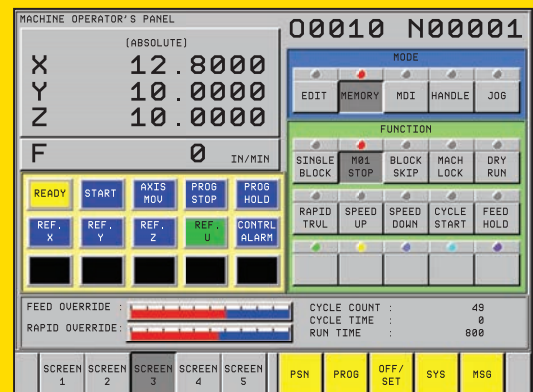 MACHINE OPERATOR'S PANEL
(ABSOLUTE)
X 12.8000
Y 10.0000
Z 10.0000
F 0 IN/MIN
READY START AXIS MOV PROG STOP PROG HOLD
REF. X REF. Y REF. Z REF. U CONTRL ALARM
O0010 N00001
MODE
EDIT MEMORY MDI HANDLE JOG
FUNCTION
SINGLE BLOCK M01 STOP BLOCK SKIP MACH LOCK DRY RUN
RAPID TRVL SPEED UP SPEED DOWN CYCLE START FEED HOLD
FEED OVERRIDE :
RAPID OVERRIDE:
CYCLE COUNT : 49
CYCLE TIME : 0
RUN TIME : 800
SCREEN 1 SCREEN 2 SCREEN 3 SCREEN 4 SCREEN 5 PSN PROG OFF/SET SYS MSG